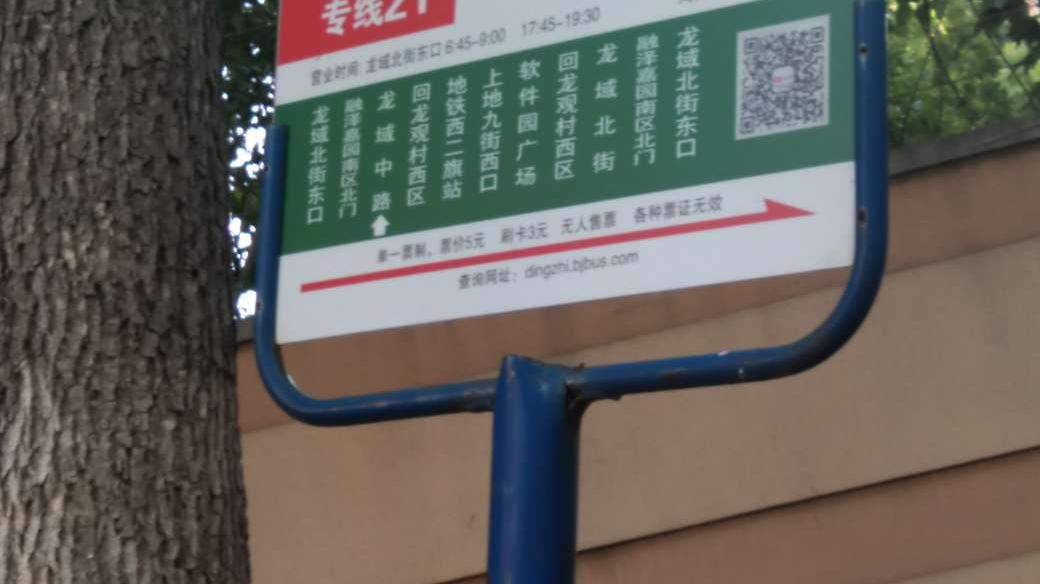 专线21
营业时间: 龙域北街东口 6:45-9:00 17:45-19:30
龙域北街东口
融泽嘉园南区北门
龙域中路
回龙观村西区
地铁西二旗站
上地九街西口
软件园广场
回龙观村西区
龙域北街
融泽嘉园南区北门
龙域北街东口
单一票制，票价5元 刷卡3元 无人售票 各种票证无效
查询网址：dingzhi.bjbus.com